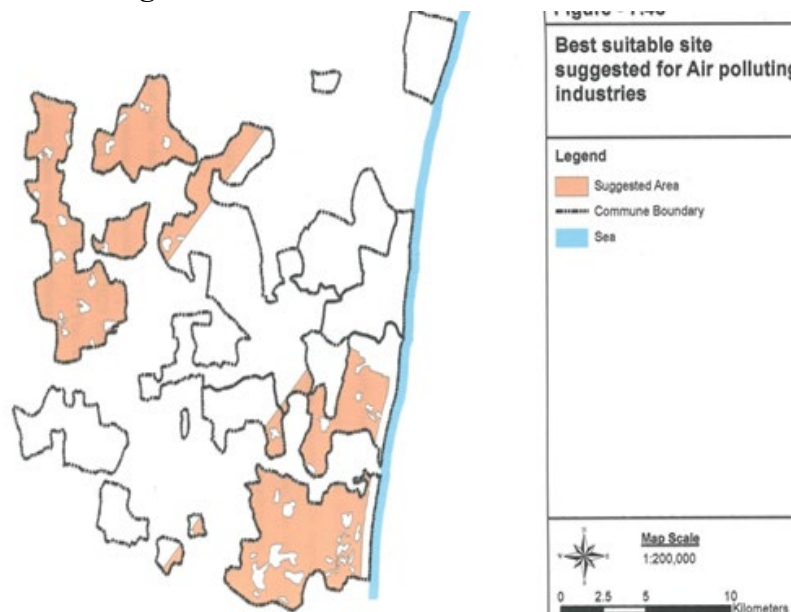 Best suitable site
suggested for Air polluting
industries
Legend
Suggested Area
Commune Boundary
Sea
Map Scale
1:200,000
0 2.5 5 10
Kilometers